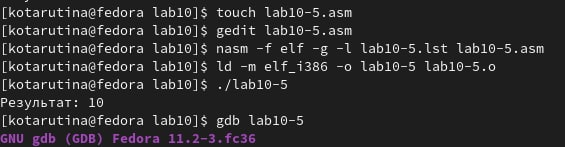 [kotarutina@fedora lab10]$ touch lab10-5.asm
[kotarutina@fedora lab10]$ gedit lab10-5.asm
[kotarutina@fedora lab10]$ nasm -f elf -g -l lab10-5.lst lab10-5.asm
[kotarutina@fedora lab10]$ ld -m elf_i386 -o lab10-5 lab10-5.o
[kotarutina@fedora lab10]$ ./lab10-5
Результат: 10
[kotarutina@fedora lab10]$ gdb lab10-5
GNU gdb (GDB) Fedora 11.2-3.fc36